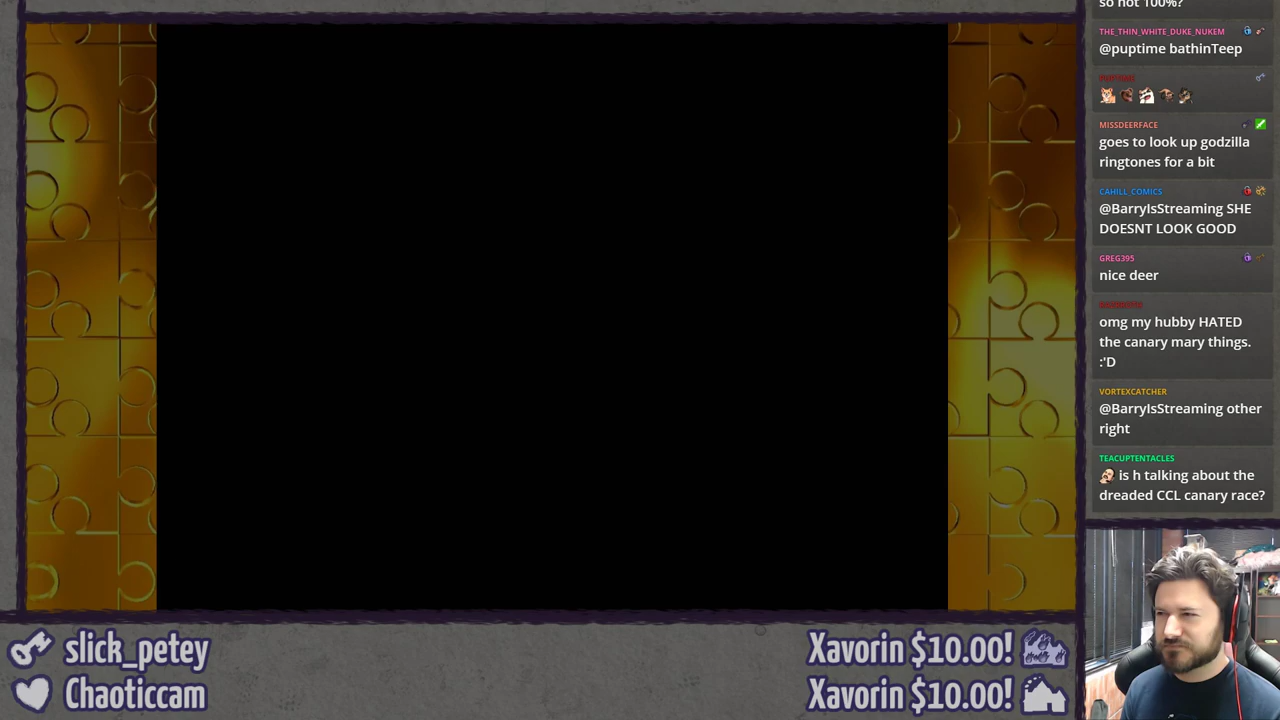 so not 100%?
THE_THIN_WHITE_DUKE_NUKEM
@puptime bathinTeep
MISSDEERFACE
goes to look up godzilla
ringtones for a bit
CAHILL_COMICS
@BarryIsStreaming SHE
DOESNT LOOK GOOD
GREG395
nice deer
omg my hubby HATED
the canary mary things.
:'D
VORTEXCATCHER
@BarryIsStreaming other
right
TEACUPTENTACLES
is h talking about the
dreaded CCL canary race?
slick_petey
Chaoticcam
Xavorin $10.00!
Xavorin $10.00!